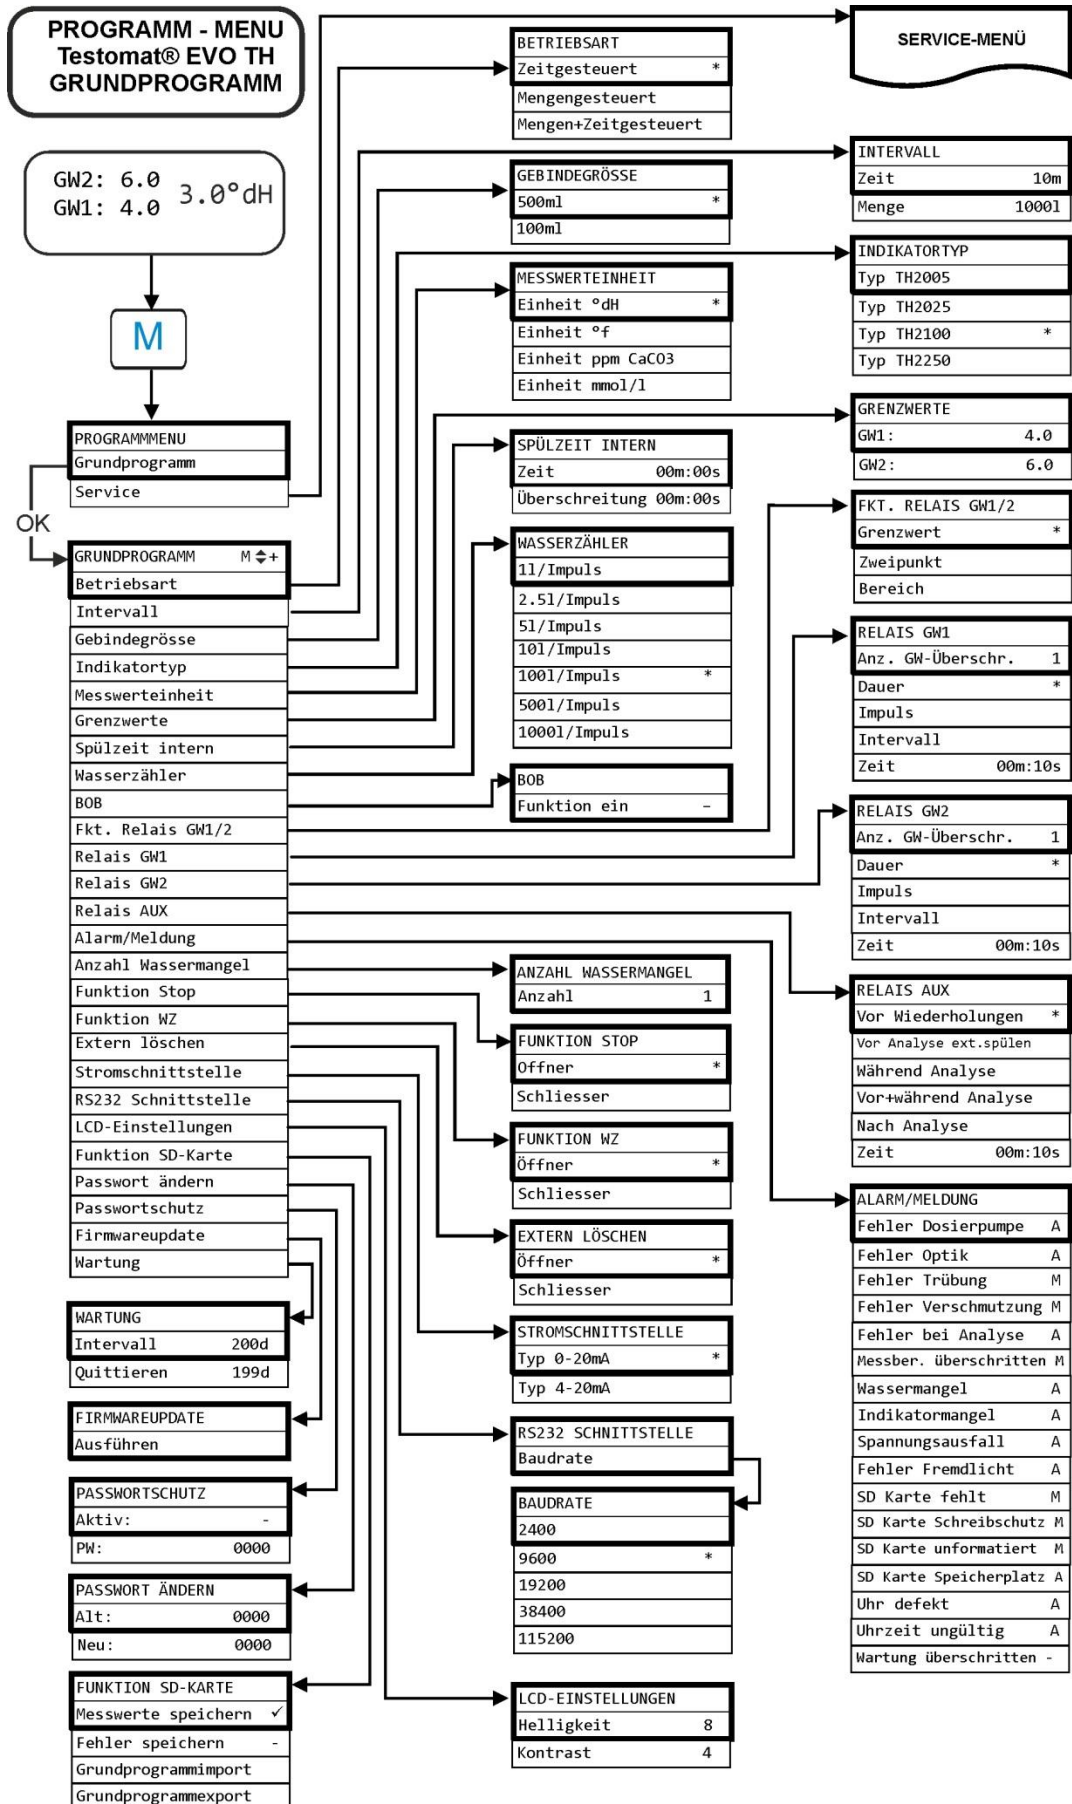 PROGRAMM - MENU
Testomat® EVO TH
GRUNDPROGRAMM
GW2: 6.0
GW1: 4.0
3.0°dH
M
PROGRAMMMENU
Grundprogramm
Service
OK
GRUNDPROGRAMM M +
Betriebsart
Intervall
Gebindegrösse
Indikatortyp
Messwerteinheit
Grenzwerte
Spülzeit intern
Wasserzähler
BOB
Fkt. Relais GW1/2
Relais GW1
Relais GW2
Relais AUX
Alarm/Meldung
Anzahl Wassermangel
Funktion Stop
Funktion WZ
Extern löschen
Stromschnittstelle
RS232 Schnittstelle
LCD-Einstellungen
Funktion SD-Karte
Passwort ändern
Passwortschutz
Firmwareupdate
Wartung
WARTUNG
Intervall 200d
Quittieren 199d
FIRMWAREUPDATE
Ausführen
PASSWORTSCHUTZ
Aktiv: -
PW: 0000
PASSWORT ÄNDERN
Alt: 0000
Neu: 0000
FUNKTION SD-KARTE
Messwerte speichern ✓
Fehler speichern -
Grundprogrammimport
Grundprogrammexport
BETRIEBSART
Zeitgesteuert *
Mengengesteuert
Mengen+Zeitgesteuert
GEBINDEGRÖSSE
500ml *
100ml
MESSWERTEINHEIT
Einheit °dH *
Einheit °f
Einheit ppm CaCO3
Einheit mmol/l
SPÜLZEIT INTERN
Zeit 00m:00s
Überschreitung 00m:00s
WASSERZÄHLER
1l/Impuls
2.5l/Impuls
5l/Impuls
10l/Impuls
100l/Impuls *
500l/Impuls
1000l/Impuls
BOB
Funktion ein -
ANZAHL WASSERMANGEL
Anzahl 1
FUNKTION STOP
Offner *
Schliesser
FUNKTION WZ
Öffner *
Schliesser
EXTERN LÖSCHEN
Öffner *
Schliesser
STROMSCHNITTSTELLE
Typ 0-20mA *
Typ 4-20mA
RS232 SCHNITTSTELLE
Baudrate
BAUDRATE
2400
9600 *
19200
38400
115200
LCD-EINSTELLUNGEN
Helligkeit 8
Kontrast 4
SERVICE-MENÜ
INTERVALL
Zeit 10m
Menge 1000l
INDIKATORTYP
Typ TH2005
Typ TH2025
Typ TH2100 *
Typ TH2250
GRENZWERTE
GW1: 4.0
GW2: 6.0
FKT. RELAIS GW1/2
Grenzwert *
Zweipunkt
Bereich
RELAIS GW1
Anz. GW-Überschr. 1
Dauer *
Impuls
Intervall
Zeit 00m:10s
RELAIS GW2
Anz. GW-Überschr. 1
Dauer *
Impuls
Intervall
Zeit 00m:10s
RELAIS AUX
Vor Wiederholungen *
Vor Analyse ext.spülen
Während Analyse
Vor+während Analyse
Nach Analyse
Zeit 00m:10s
ALARM/MELDUNG
Fehler Dosierpumpe A
Fehler Optik A
Fehler Trübung M
Fehler Verschmutzung M
Fehler bei Analyse A
Messber. überschritten M
Wassermangel A
Indikatormangel A
Spannungsausfall A
Fehler Fremdlicht A
SD Karte fehlt M
SD Karte Schreibschutz M
SD Karte unformatiert M
SD Karte Speicherplatz A
Uhr defekt A
Uhrzeit ungültig A
Wartung überschritten -